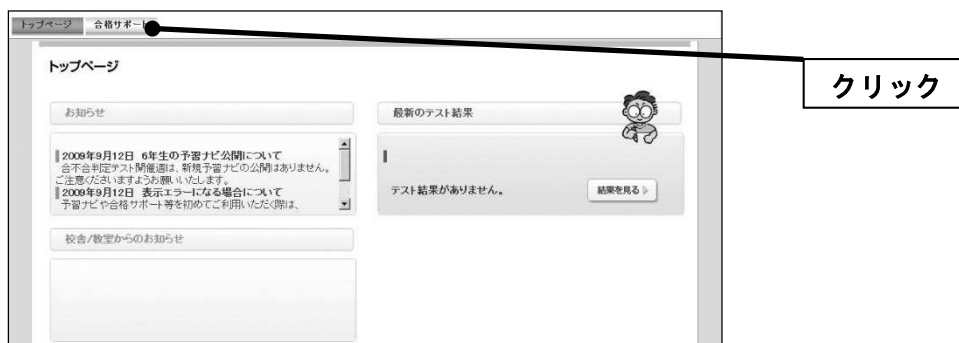 トップページ 合格サポート
トップページ
クリック
お知らせ
最新のテスト結果
2009年9月12日 6年生の予習ナビ公開について
合不合判定テスト開催週は、新規予習ナビの公開はありません。
ご注意くださいますようお願いいたします。
2009年9月12日 表示エラーになる場合について
予習ナビや合格サポート等を初めてご利用いただく際は、
テスト結果がありません。
結果を見る
校舎/教室からのお知らせ